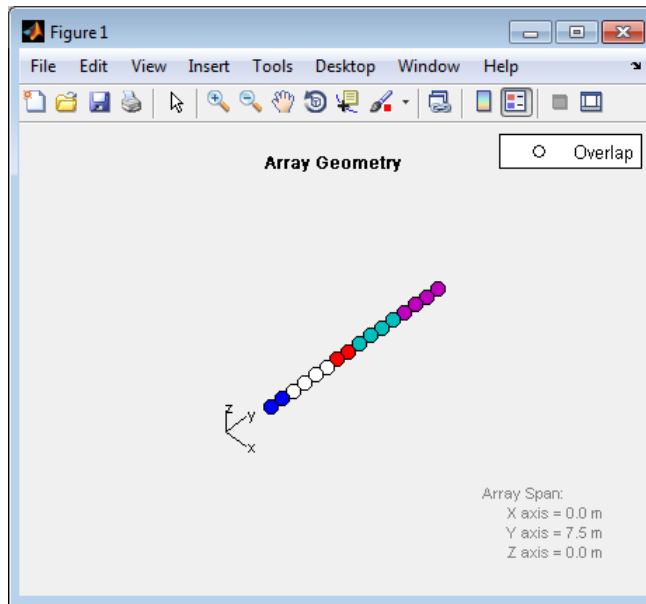 Figure 1
File Edit View Insert Tools Desktop Window Help
Overlap
Array Geometry
z
y
x
Array Span:
X axis = 0.0 m
Y axis = 7.5 m
Z axis = 0.0 m